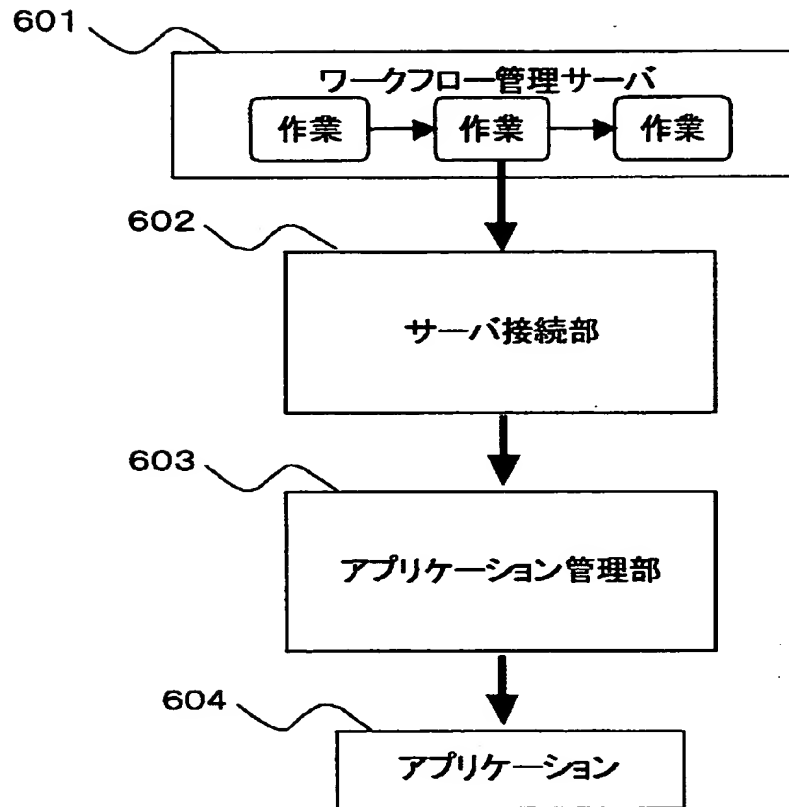 601
ワークフロー管理サーバ
作業 作業 作業
602
サーバ接続部
603
アプリケーション管理部
604
アプリケーション